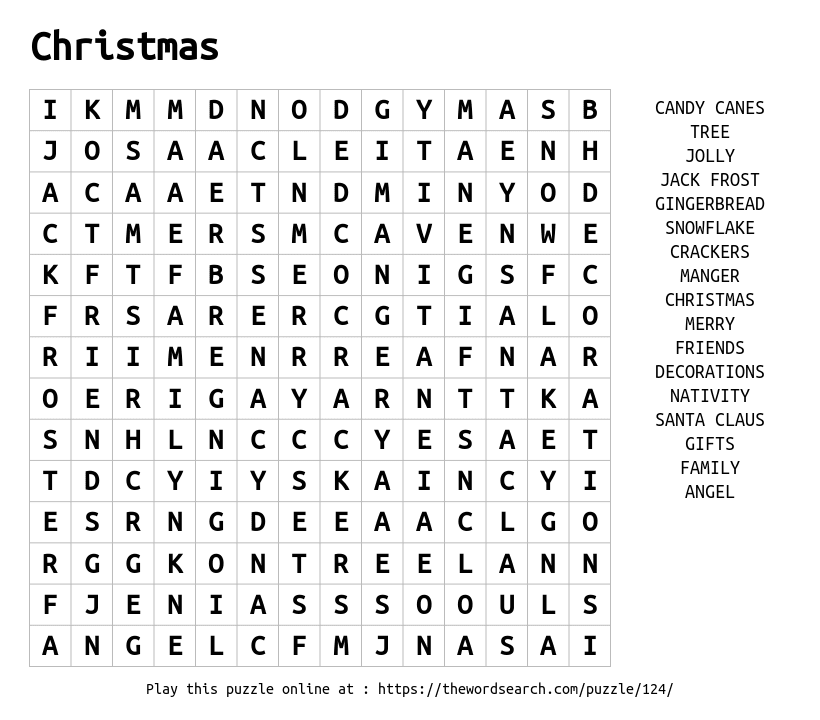 Christmas
I K M M D N O D G Y M A S B
J O S A A C L E I T A E N H
A C A A E T N D M I N Y O D
C T M E R S M C A V E N W E
K F T F B S E O N I G S F C
F R S A R E R C G T I A L O
R I I M E N R R E A F N A R
O E R I G A Y A R N T T K A
S N H L N C C C Y E S A E T
T D C Y I Y S K A I N C Y I
E S R N G D E E A A C L G O
R G G K O N T R E E L A N N
F J E N I A S S S O O U L S
A N G E L C F M J N A S A I
CANDY CANES
TREE
JOLLY
JACK FROST
GINGERBREAD
SNOWFLAKE
CRACKERS
MANGER
CHRISTMAS
MERRY
FRIENDS
DECORATIONS
NATIVITY
SANTA CLAUS
GIFTS
FAMILY
ANGEL
Play this puzzle online at : https://thewordsearch.com/puzzle/124/